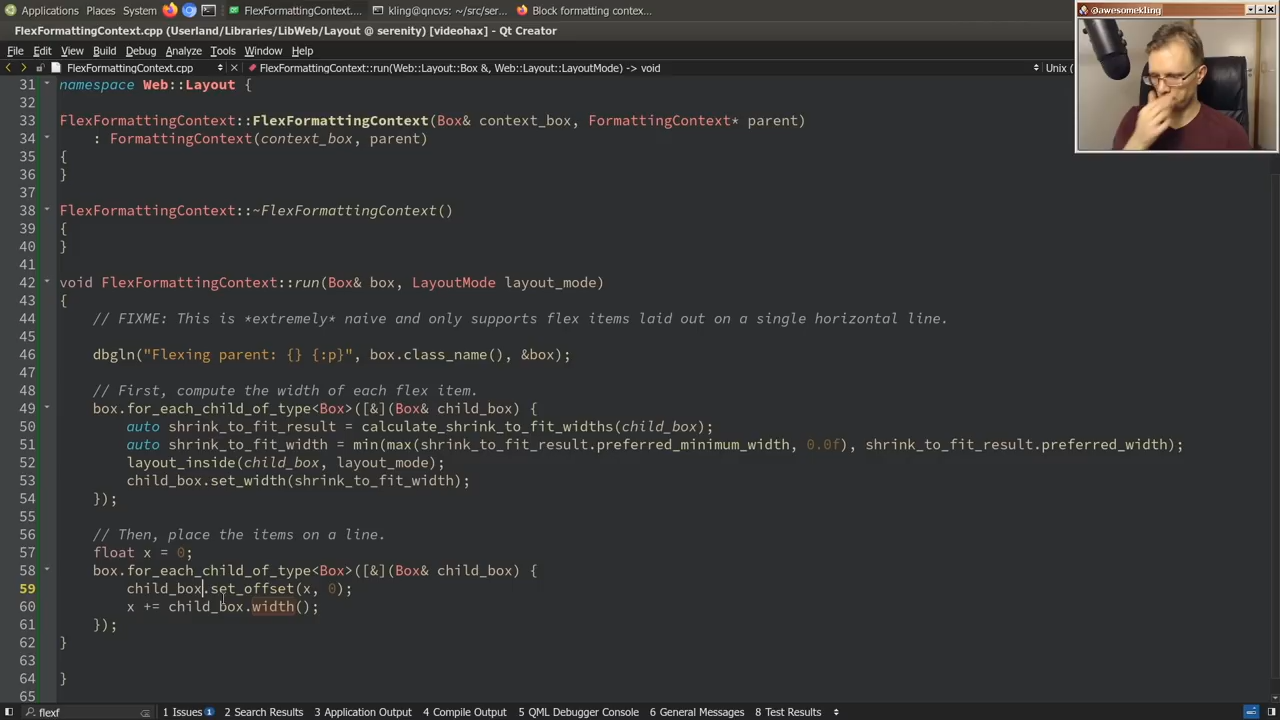 Applications Places System FlexFormattingContext.... kling@qncvs: ~/src/ser... Block formatting contex...
FlexFormattingContext.cpp (Userland/Libraries/LibWeb/Layout @ serenity) [videohax] - Qt Creator
@awesomekling
File Edit View Build Debug Analyze Tools Window Help
FlexFormattingContext.cpp FlexFormattingContext::run(Web::Layout::Box &, Web::Layout::LayoutMode) -> void Unix (
31 namespace Web::Layout {
32
33 FlexFormattingContext::FlexFormattingContext(Box& context_box, FormattingContext* parent)
34 : FormattingContext(context_box, parent)
35 {
36 }
37
38 FlexFormattingContext::~FlexFormattingContext()
39 {
40 }
41
42 void FlexFormattingContext::run(Box& box, LayoutMode layout_mode)
43 {
44 // FIXME: This is *extremely* naive and only supports flex items laid out on a single horizontal line.
45
46 dbgln("Flexing parent: {} {:p}", box.class_name(), &box);
47
48 // First, compute the width of each flex item.
49 box.for_each_child_of_type<Box>([&](Box& child_box) {
50 auto shrink_to_fit_result = calculate_shrink_to_fit_widths(child_box);
51 auto shrink_to_fit_width = min(max(shrink_to_fit_result.preferred_minimum_width, 0.0f), shrink_to_fit_result.preferred_width);
52 layout_inside(child_box, layout_mode);
53 child_box.set_width(shrink_to_fit_width);
54 });
55
56 // Then, place the items on a line.
57 float x = 0;
58 box.for_each_child_of_type<Box>([&](Box& child_box) {
59 child_box.set_offset(x, 0);
60 x += child_box.width();
61 });
62 }
63
64 }
65
flexf 1 Issues 1 2 Search Results 3 Application Output 4 Compile Output 5 QML Debugger Console 6 General Messages 8 Test Results